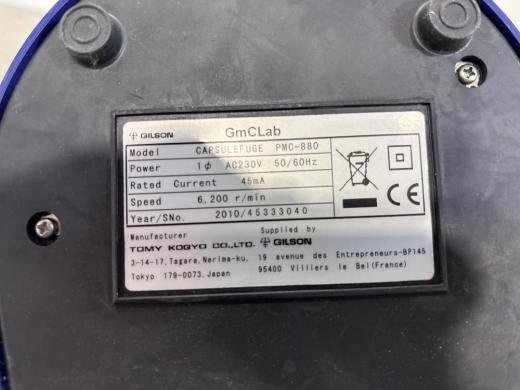 GILSON GmCLab
Model CAPSULEFUGE PMC-880
Power 1φ AC230V 50/60Hz
Rated Current 45mA
Speed 6,200 r/min
Year/SNo. 2010/45333040
CE
Manufacturer Supplied by
TOMY KOGYO CO.,LTD. GILSON
3-14-17, Tagara, Nerima-ku, 19 avenue des Entrepreneurs-BP145
Tokyo 179-0073, Japan 95400 Villiers le Bel(France)